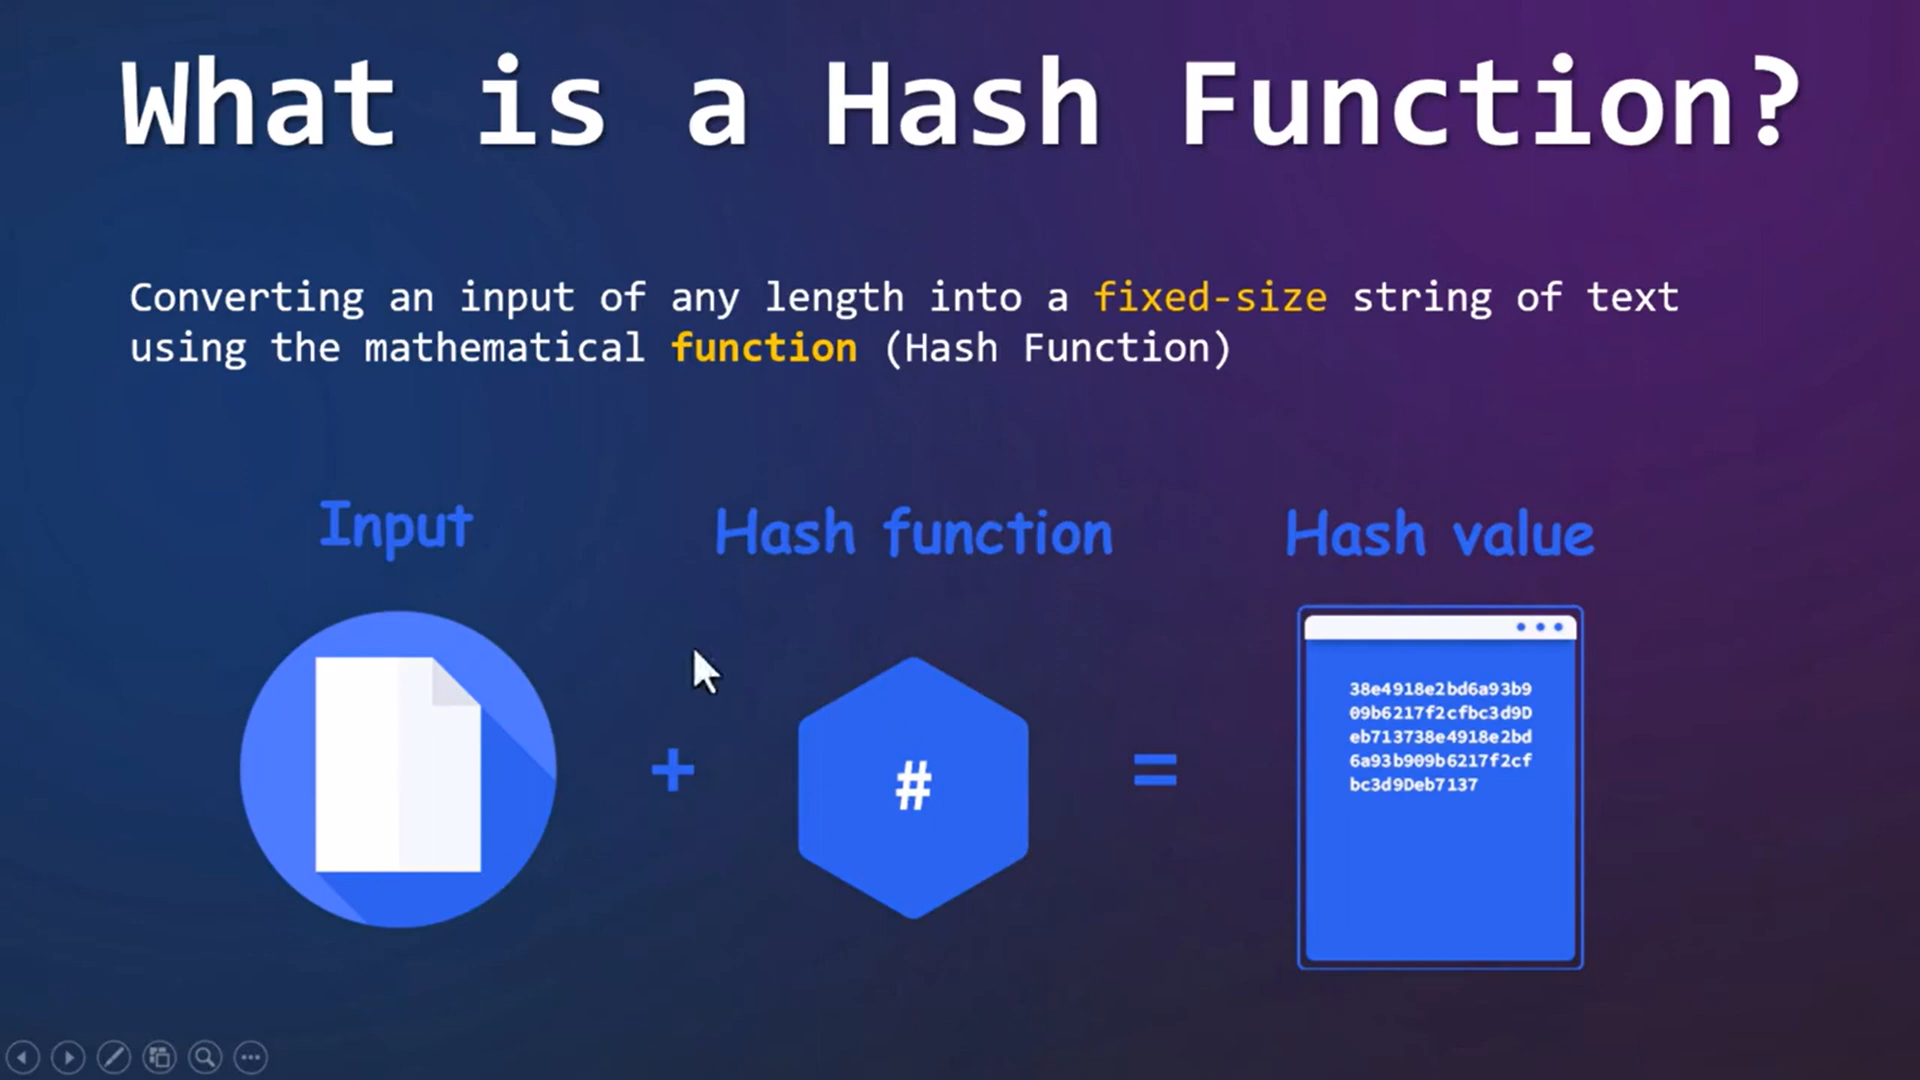 What is a Hash Function?
Converting an input of any length into a fixed-size string of text
using the mathematical function (Hash Function)
Input
Hash function
Hash value
+
#
=
38e4918e2bd6a93b9
09b6217f2cfbc3d9D
eb713738e4918e2bd
6a93b909b6217f2cf
bc3d9Deb7137